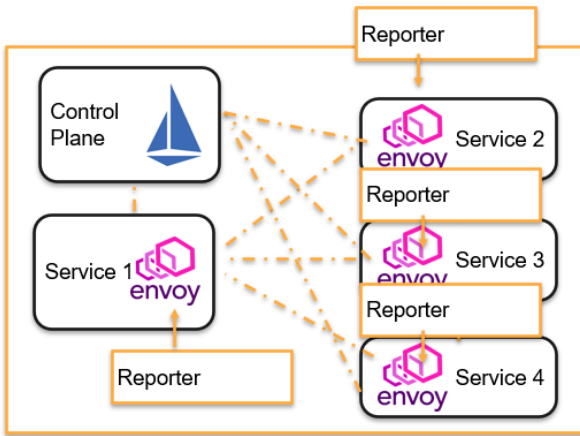 Reporter
Control
Plane
envoy
Service 2
Reporter
Service 1
envoy
envoy
Service 3
Reporter
Reporter
envoy
Service 4